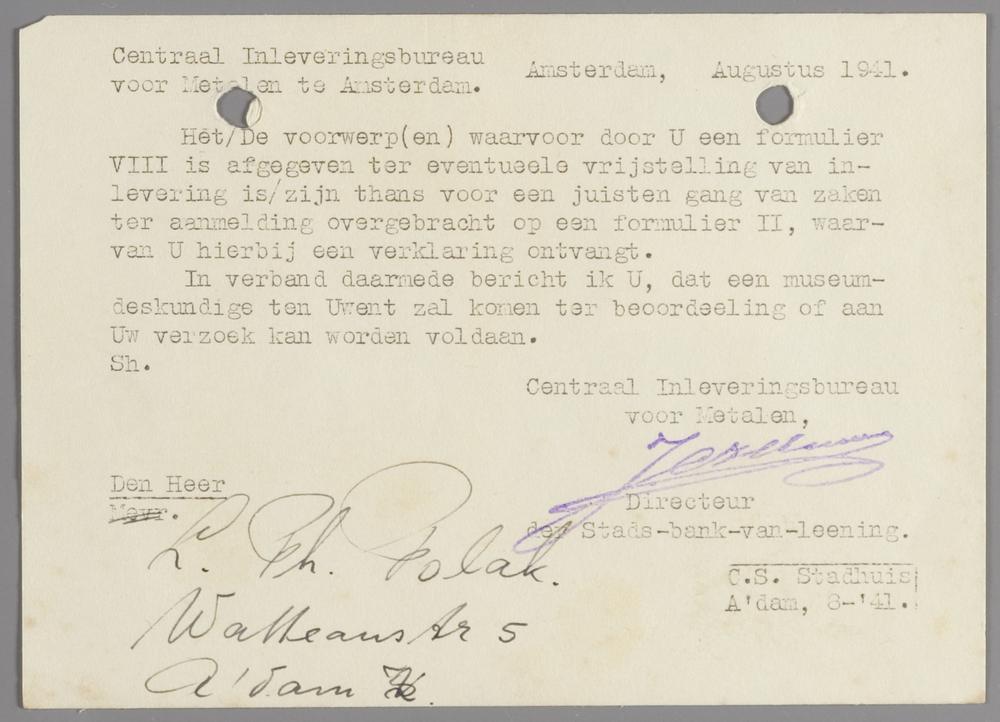 Centraal Inleveringsbureau
voor Metalen te Amsterdam.
Amsterdam, Augustus 1941.
Het/De voorwerp(en) waarvoor door U een formulier
VIII is afgegeven ter eventueele vrijstelling van in-
levering is/zijn thans voor een juisten gang van zaken
ter aanmelding overgebracht op een formulier II, waar-
van U hierbij een verklaring ontvangt.
In verband daarmede bericht ik U, dat een museum-
deskundige ten Uwent zal komen ter beoordeeling of aan
Uw verzoek kan worden voldaan.
Sh.
Centraal Inleveringsbureau
voor Metalen,
Directeur
der Stads-bank-van-leening.
Den Heer
Mevr.
L. Ph. Polak.
Watteaustr 5
A'dam
C.S. Stadhuis
A'dam, 8-'41.